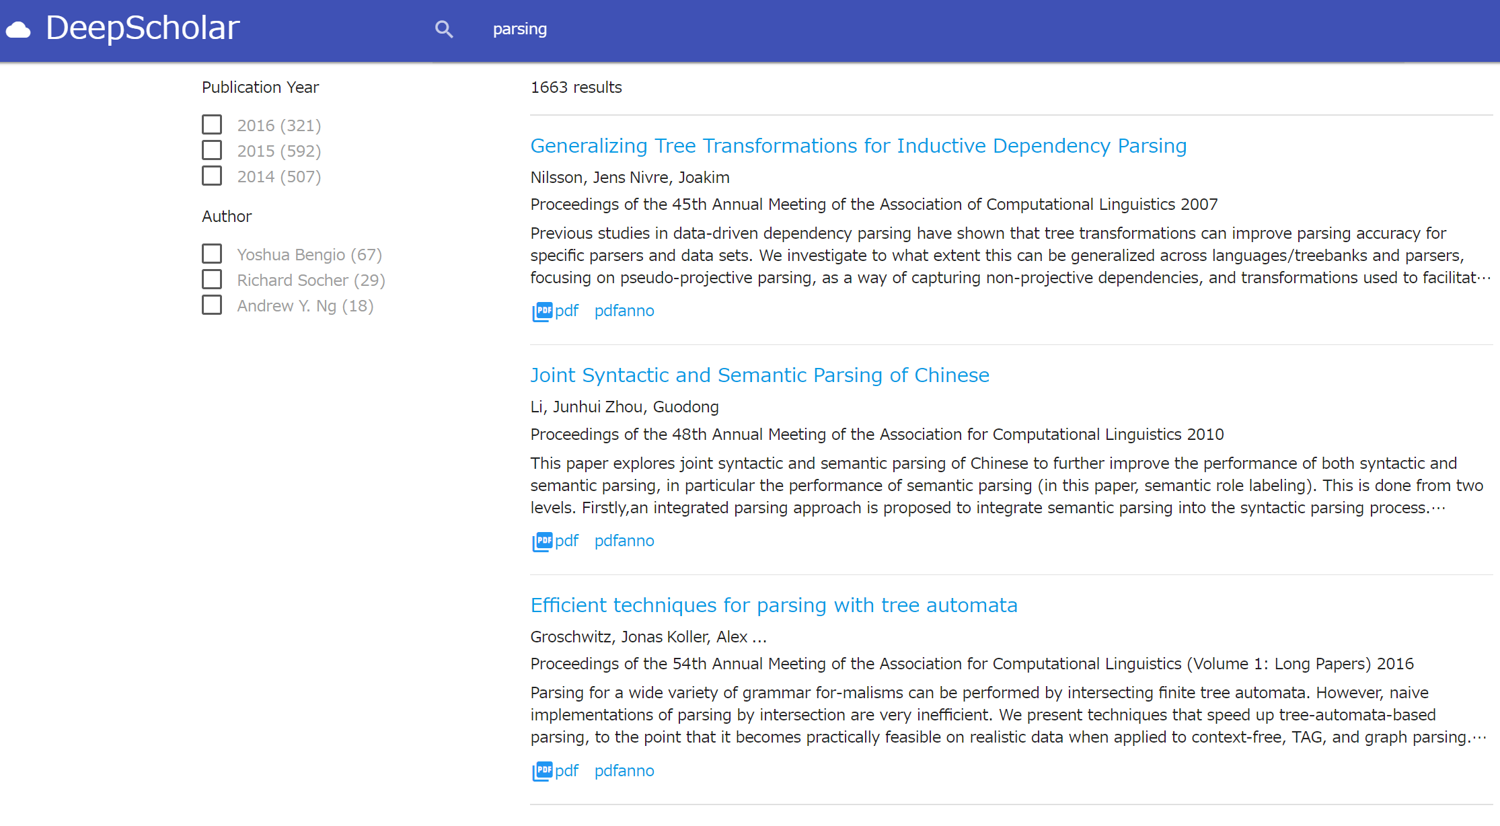 DeepScholar
parsing
Publication Year
2016 (321)
2015 (592)
2014 (507)
Author
Yoshua Bengio (67)
Richard Socher (29)
Andrew Y. Ng (18)
1663 results
Generalizing Tree Transformations for Inductive Dependency Parsing
Nilsson, Jens Nivre, Joakim
Proceedings of the 45th Annual Meeting of the Association of Computational Linguistics 2007
Previous studies in data-driven dependency parsing have shown that tree transformations can improve parsing accuracy for
specific parsers and data sets. We investigate to what extent this can be generalized across languages/treebanks and parsers,
focusing on pseudo-projective parsing, as a way of capturing non-projective dependencies, and transformations used to facilitat…
PDF pdf pdfanno
Joint Syntactic and Semantic Parsing of Chinese
Li, Junhui Zhou, Guodong
Proceedings of the 48th Annual Meeting of the Association for Computational Linguistics 2010
This paper explores joint syntactic and semantic parsing of Chinese to further improve the performance of both syntactic and
semantic parsing, in particular the performance of semantic parsing (in this paper, semantic role labeling). This is done from two
levels. Firstly,an integrated parsing approach is proposed to integrate semantic parsing into the syntactic parsing process.…
PDF pdf pdfanno
Efficient techniques for parsing with tree automata
Groschwitz, Jonas Koller, Alex ...
Proceedings of the 54th Annual Meeting of the Association for Computational Linguistics (Volume 1: Long Papers) 2016
Parsing for a wide variety of grammar for-malisms can be performed by intersecting finite tree automata. However, naive
implementations of parsing by intersection are very inefficient. We present techniques that speed up tree-automata-based
parsing, to the point that it becomes practically feasible on realistic data when applied to context-free, TAG, and graph parsing.…
PDF pdf pdfanno